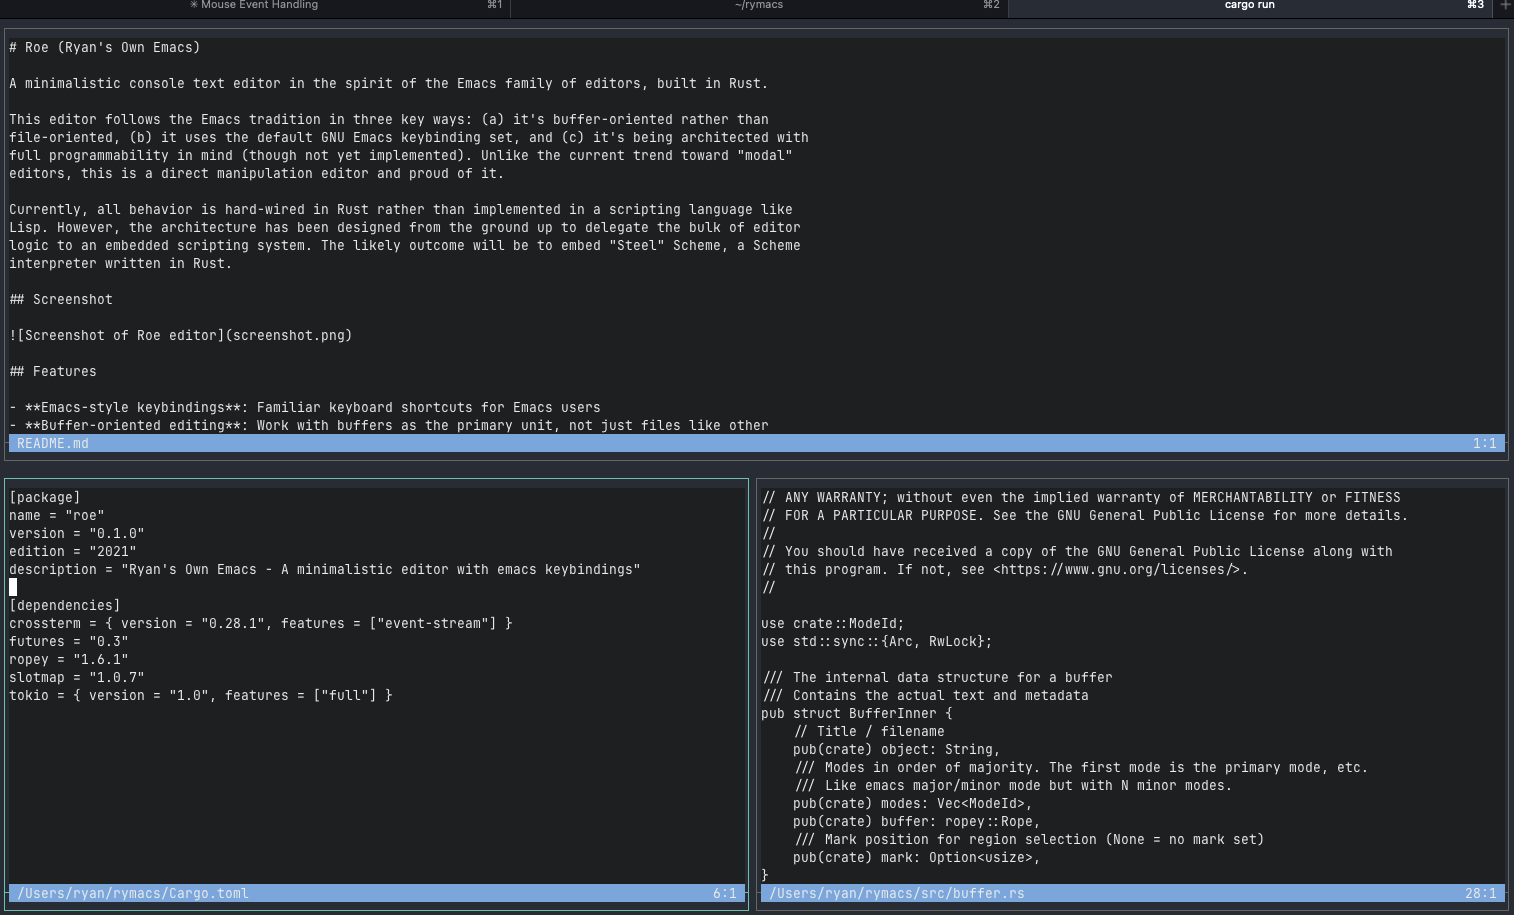 ✳ Mouse Event Handling ⌘1 ~/rymacs ⌘2 cargo run ⌘3 +
# Roe (Ryan's Own Emacs)
A minimalistic console text editor in the spirit of the Emacs family of editors, built in Rust.
This editor follows the Emacs tradition in three key ways: (a) it's buffer-oriented rather than
file-oriented, (b) it uses the default GNU Emacs keybinding set, and (c) it's being architected with
full programmability in mind (though not yet implemented). Unlike the current trend toward "modal"
editors, this is a direct manipulation editor and proud of it.
Currently, all behavior is hard-wired in Rust rather than implemented in a scripting language like
Lisp. However, the architecture has been designed from the ground up to delegate the bulk of editor
logic to an embedded scripting system. The likely outcome will be to embed "Steel" Scheme, a Scheme
interpreter written in Rust.
## Screenshot
![Screenshot of Roe editor](screenshot.png)
## Features
- **Emacs-style keybindings**: Familiar keyboard shortcuts for Emacs users
- **Buffer-oriented editing**: Work with buffers as the primary unit, not just files like other
README.md 1:1
[package]
name = "roe"
version = "0.1.0"
edition = "2021"
description = "Ryan's Own Emacs - A minimalistic editor with emacs keybindings"
[dependencies]
crossterm = { version = "0.28.1", features = ["event-stream"] }
futures = "0.3"
ropey = "1.6.1"
slotmap = "1.0.7"
tokio = { version = "1.0", features = ["full"] }
/Users/ryan/rymacs/Cargo.toml 6:1
// ANY WARRANTY; without even the implied warranty of MERCHANTABILITY or FITNESS
// FOR A PARTICULAR PURPOSE. See the GNU General Public License for more details.
//
// You should have received a copy of the GNU General Public License along with
// this program. If not, see <https://www.gnu.org/licenses/>.
//
use crate::ModeId;
use std::sync::{Arc, RwLock};
/// The internal data structure for a buffer
/// Contains the actual text and metadata
pub struct BufferInner {
// Title / filename
pub(crate) object: String,
/// Modes in order of majority. The first mode is the primary mode, etc.
/// Like emacs major/minor mode but with N minor modes.
pub(crate) modes: Vec<ModeId>,
pub(crate) buffer: ropey::Rope,
/// Mark position for region selection (None = no mark set)
pub(crate) mark: Option<usize>,
}
/Users/ryan/rymacs/src/buffer.rs 28:1